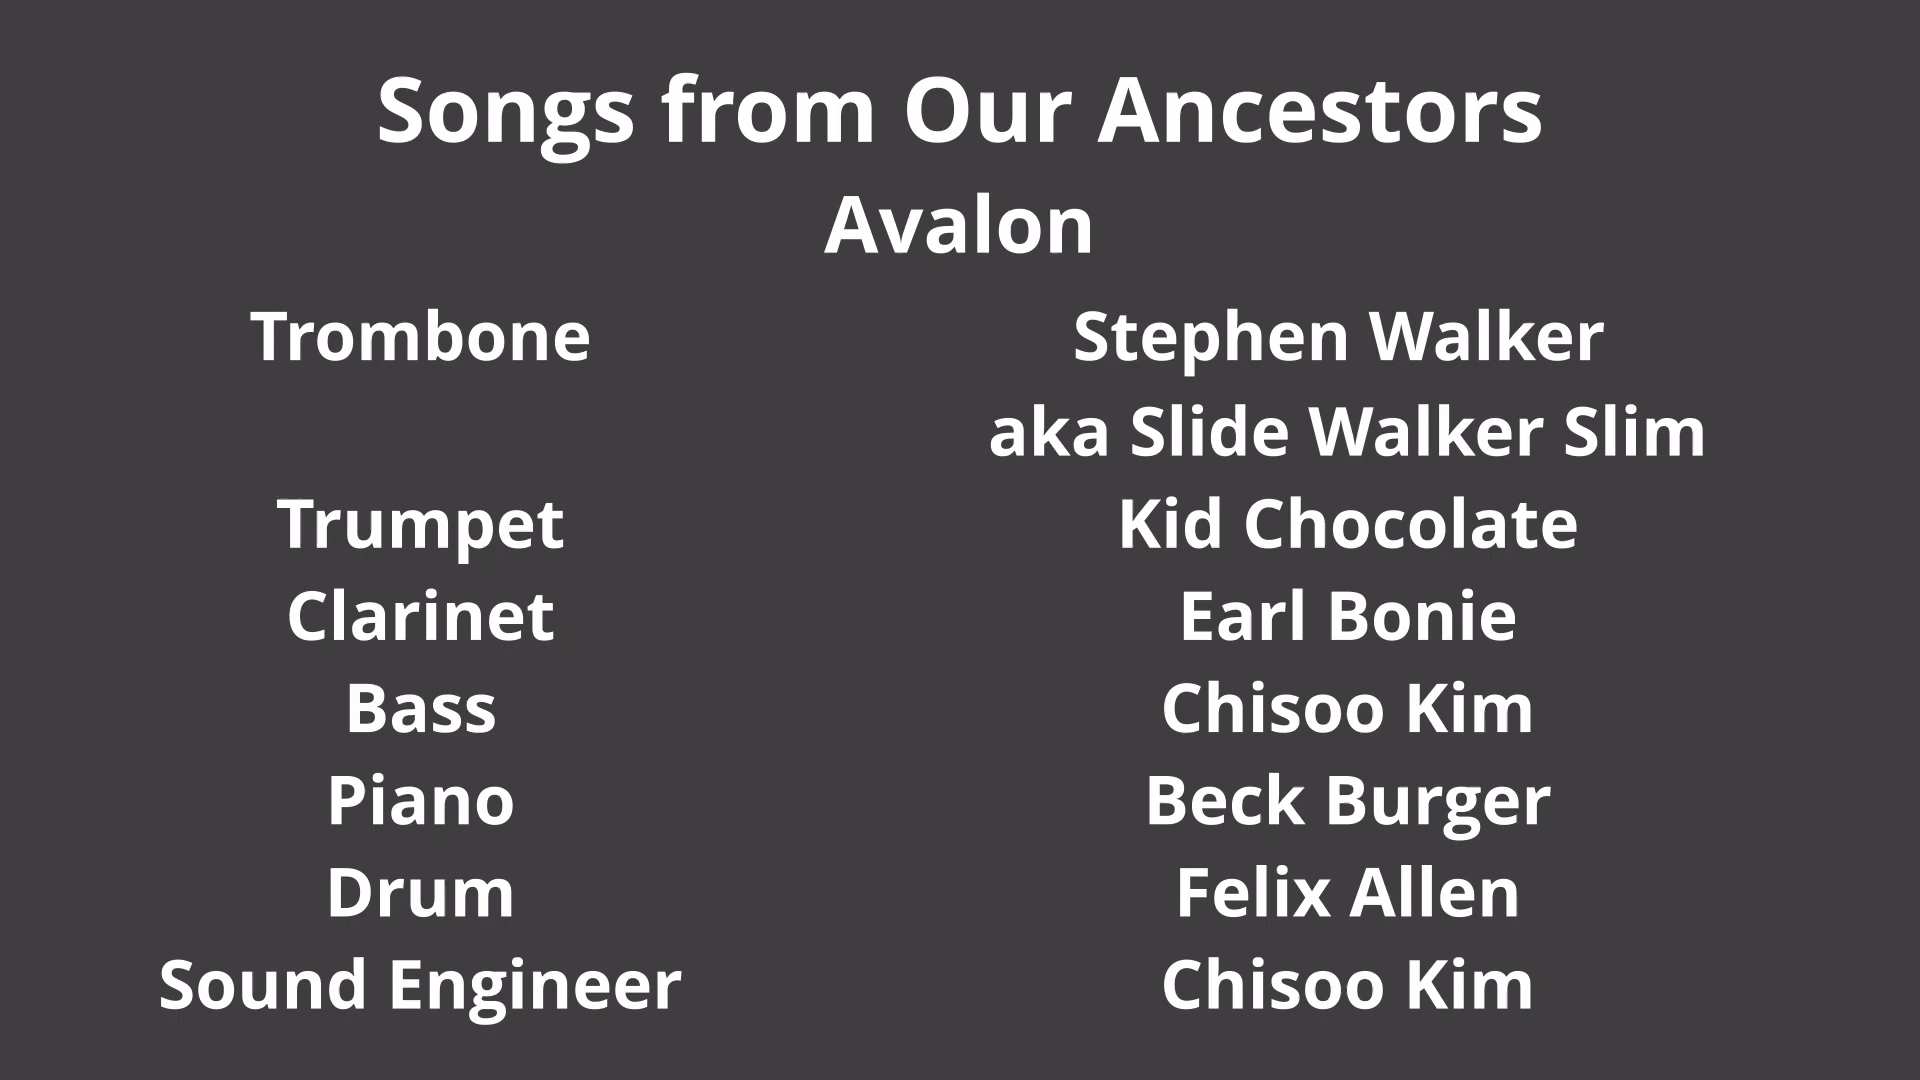 Songs from Our Ancestors
Avalon
Trombone Stephen Walker
aka Slide Walker Slim
Trumpet Kid Chocolate
Clarinet Earl Bonie
Bass Chisoo Kim
Piano Beck Burger
Drum Felix Allen
Sound Engineer Chisoo Kim